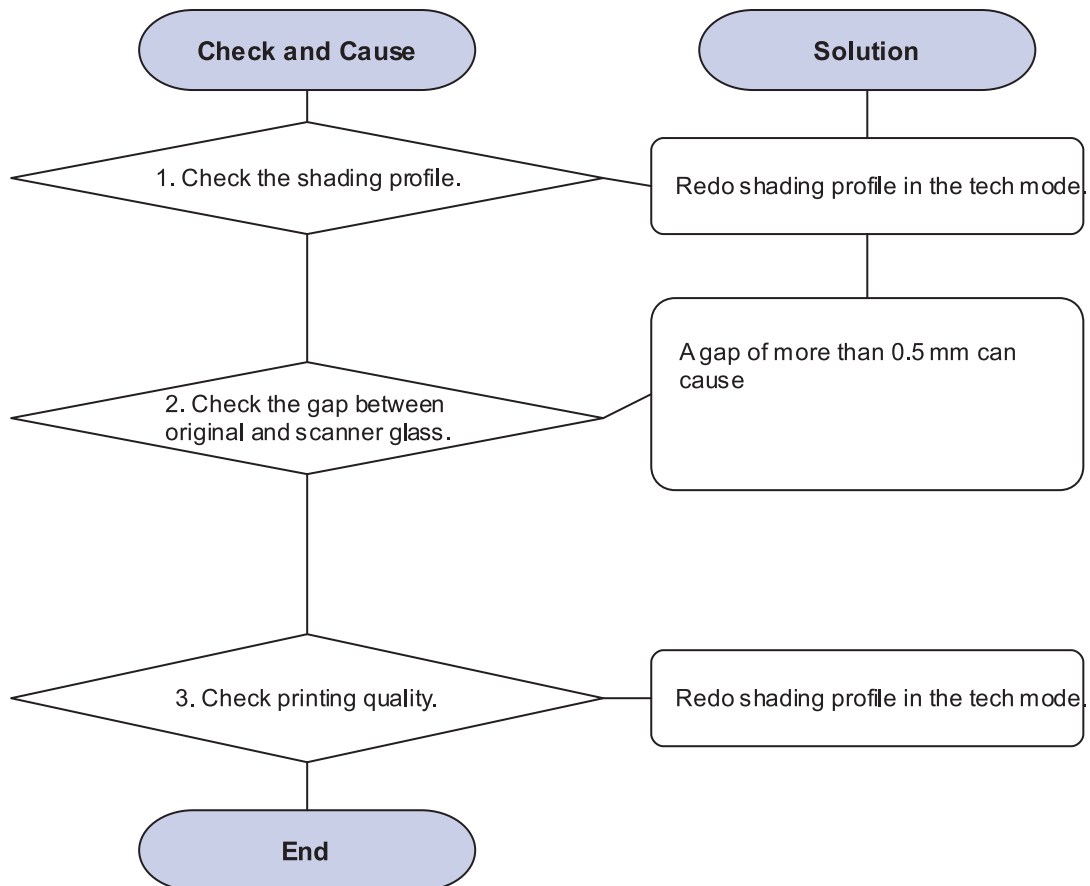 Check and Cause
Solution
1. Check the shading profile.
Redo shading profile in the tech mode.
A gap of more than 0.5 mm can
cause
2. Check the gap between
original and scanner glass.
3. Check printing quality.
Redo shading profile in the tech mode.
End